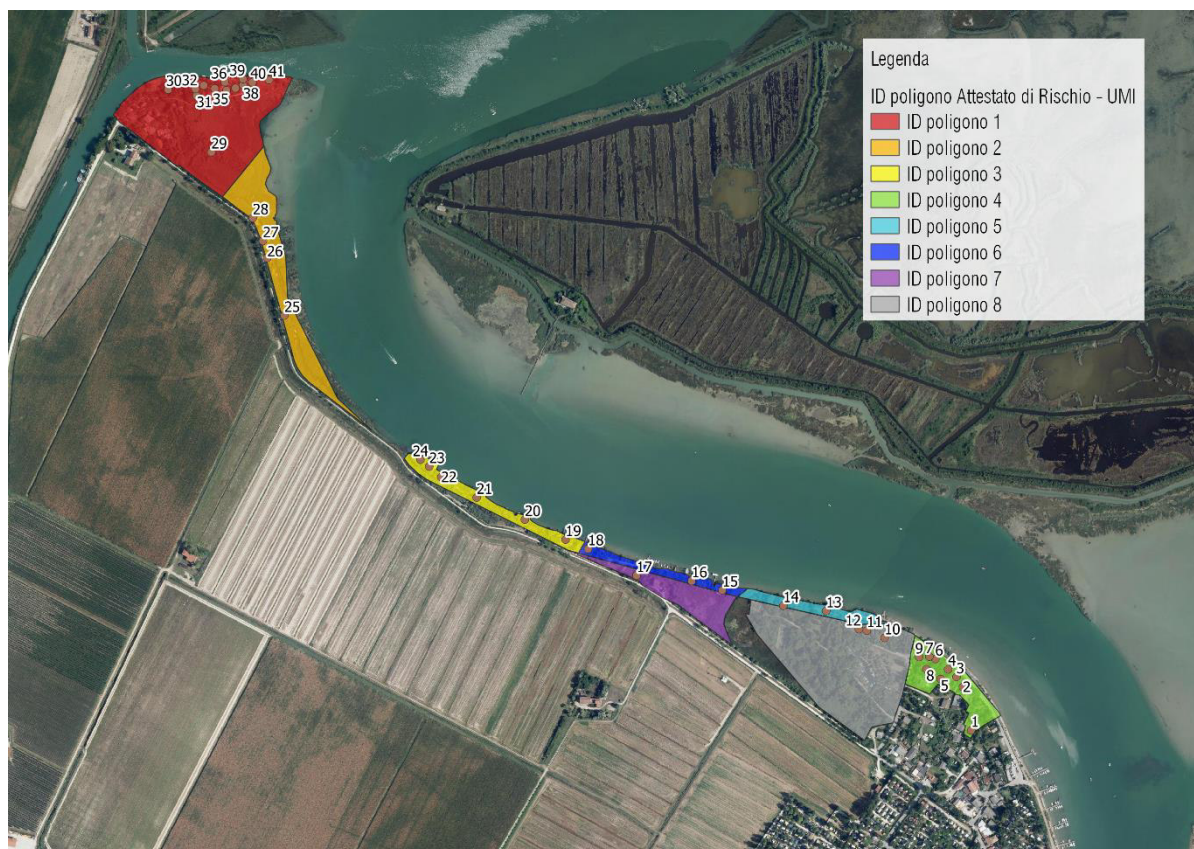 Legenda
ID poligono Attestato di Rischio - UMI
ID poligono 1
ID poligono 2
ID poligono 3
ID poligono 4
ID poligono 5
ID poligono 6
ID poligono 7
ID poligono 8
36 39 40 41
30 32
31 35 38
29
28
27
26
25
24 23
22
21
20
19
18
17 16
15
14
13
12 11
10
9 7 6
8 4
3
5 2
1